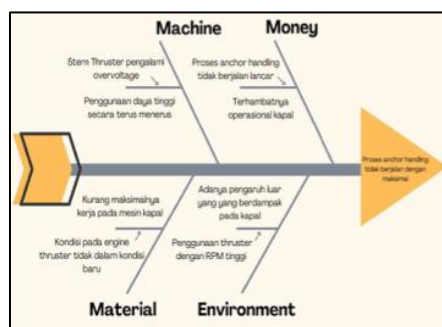 Machine
Money
Stern Thruster pengalami
overvoltage
Penggunaan daya tinggi
secara terus menerus
Proses anchor handling
tidak berjalan lancar
Terhambatnya
operasional kapal
Proses anchor handling
tidak berjalan dengan
maksimal
Kurang maksimalnya
kerja pada mesin kapal
Kondisi pada engine
thruster tidak dalam kondisi
baru
Adanya pengaruh luar
yang yang berdampak
pada kapal
Penggunaan thruster
dengan RPM tinggi
Material
Environment